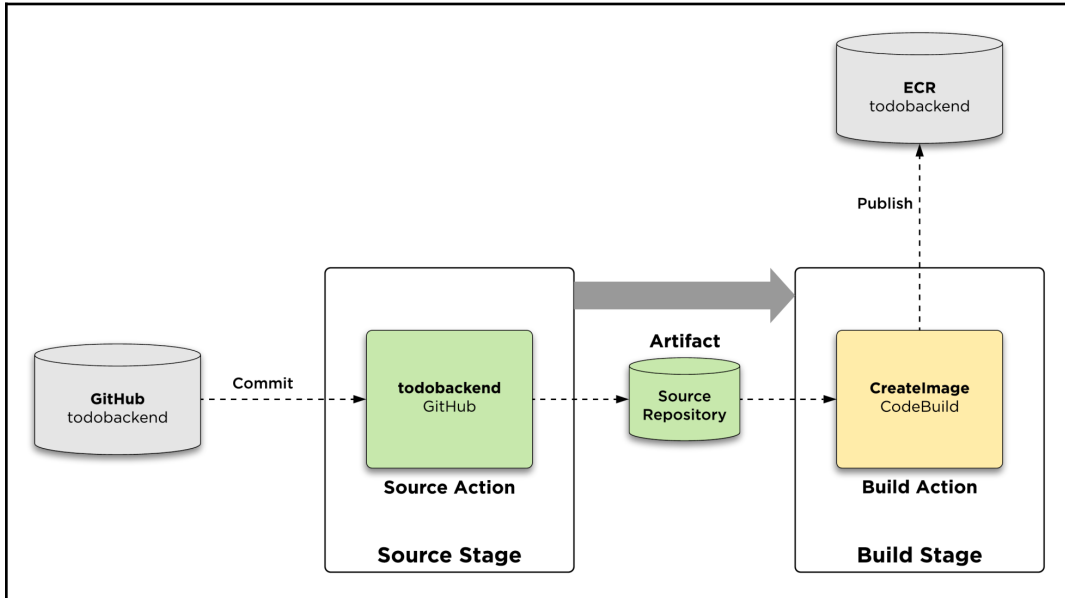 ECR
todobackend
Publish
GitHub
todobackend
Commit
todobackend
GitHub
Source Action
Source Stage
Artifact
Source
Repository
CreateImage
CodeBuild
Build Action
Build Stage